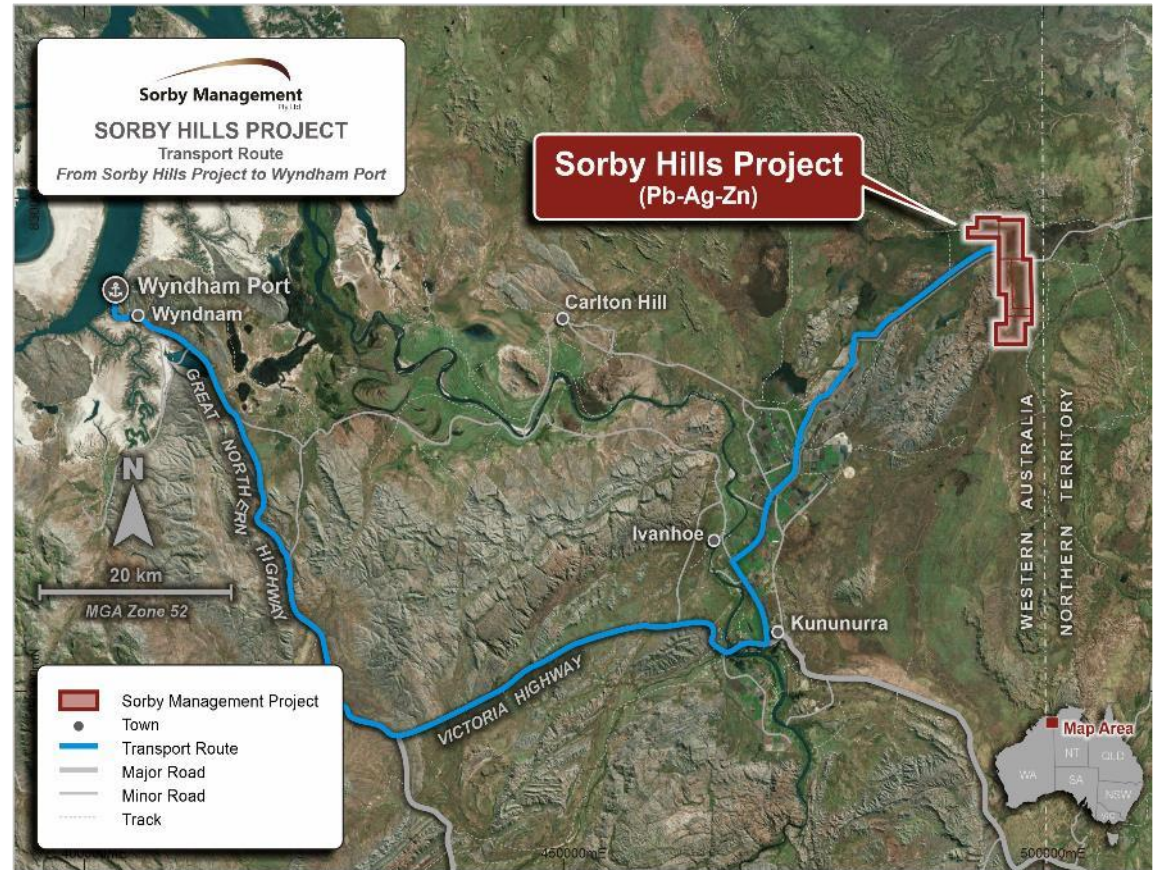 Sorby Management
Pty Ltd
SORBY HILLS PROJECT
Transport Route
From Sorby Hills Project to Wyndham Port
Sorby Hills Project
(Pb-Ag-Zn)
Wyndham Port
Wyndnam
Carlton Hill
GREAT NORTHERN HIGHWAY
N
20 km
MGA Zone 52
Ivanhoe
Kununurra
VICTORIA HIGHWAY
WESTERN AUSTRALIA
NORTHERN TERRITORY
Sorby Management Project
Town
Transport Route
Major Road
Minor Road
Track
Map Area
WA
NT
QLD
SA
NSW
450000mE
500000mE